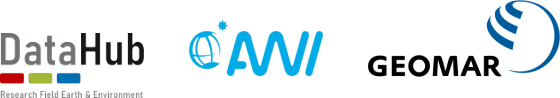 DataHub
Research Field Earth & Environment
AWI
GEOMAR